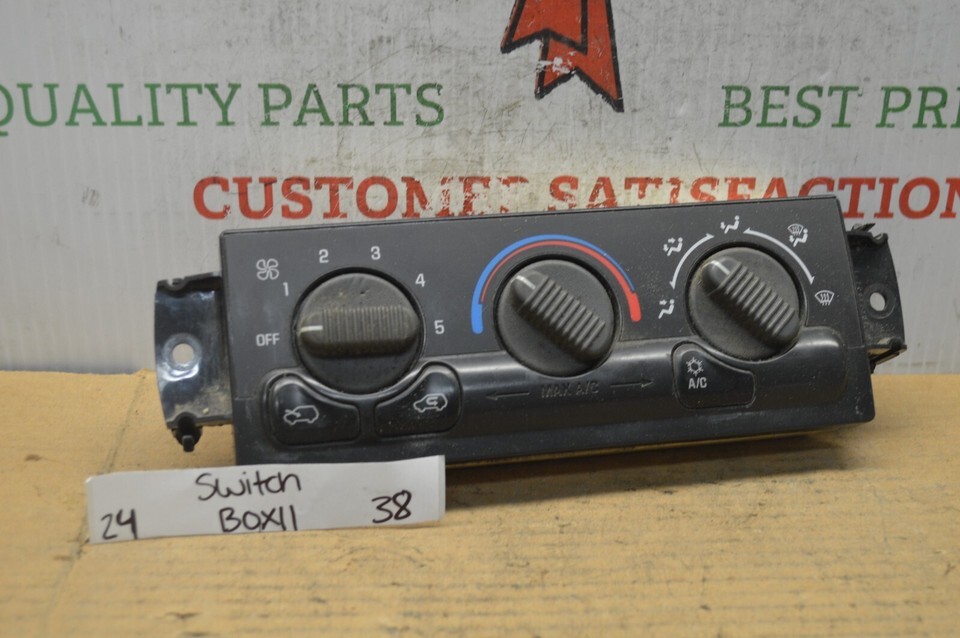 QUALITY PARTS
BEST PRI
CUSTOMER SATISFACTION
1 2 3 4 5
OFF
MAX A/C
A/C
Switch
24 BOX11 38